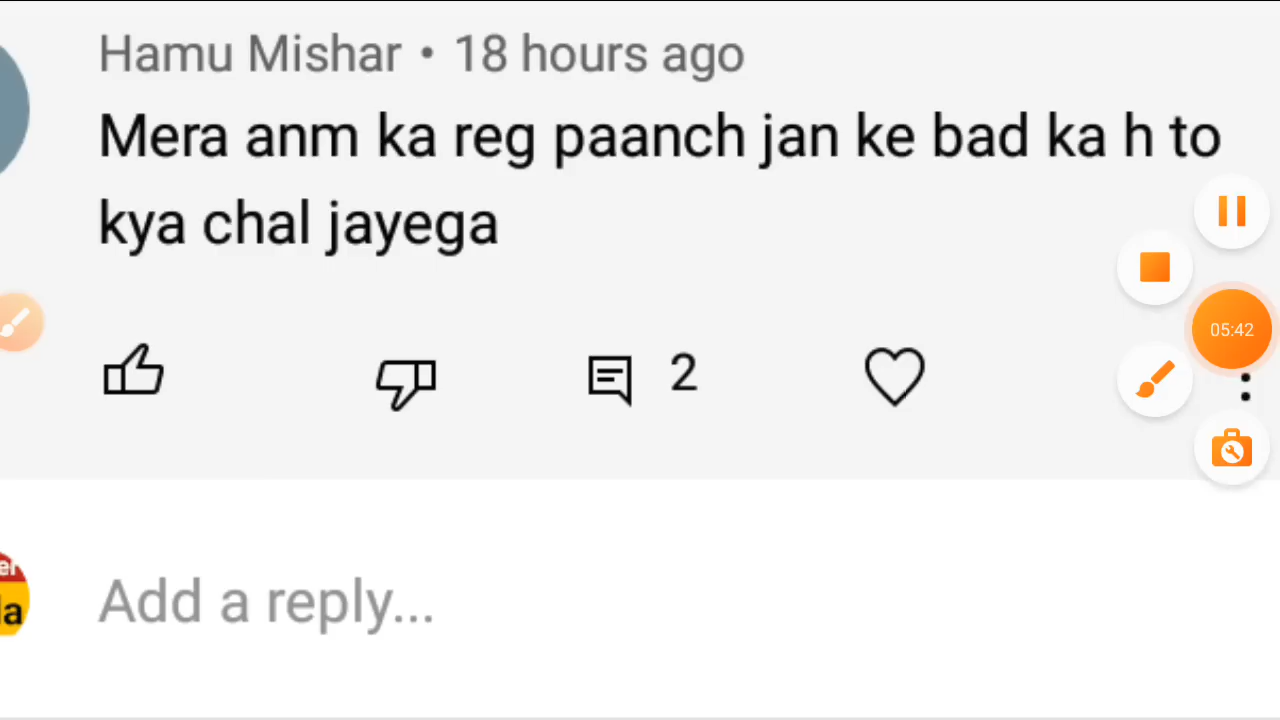 Hamu Mishar • 18 hours ago
Mera anm ka reg paanch jan ke bad ka h to
kya chal jayega
05:42
2
Add a reply...